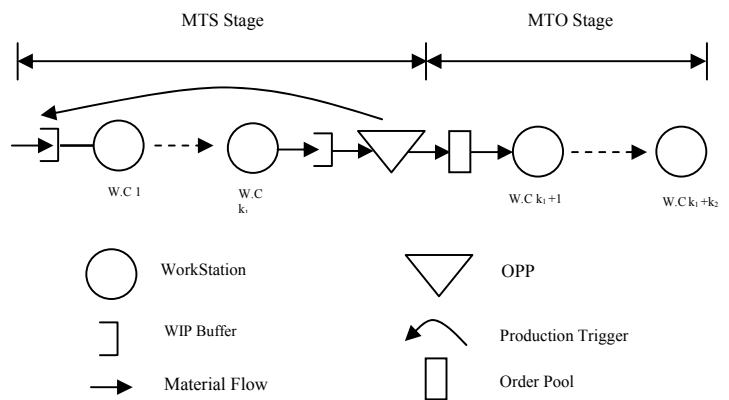 MTS Stage
MTO Stage
W.C 1
W.C
k₁
W.C k₁+1
W.C k₁+k₂
WorkStation
OPP
WIP Buffer
Production Trigger
Material Flow
Order Pool